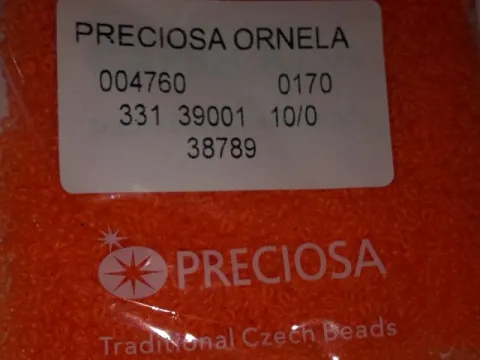 PRECIOSA ORNELA
004760 0170
331 39001 10/0
38789
PRECIOSA
Traditional Czech Beads